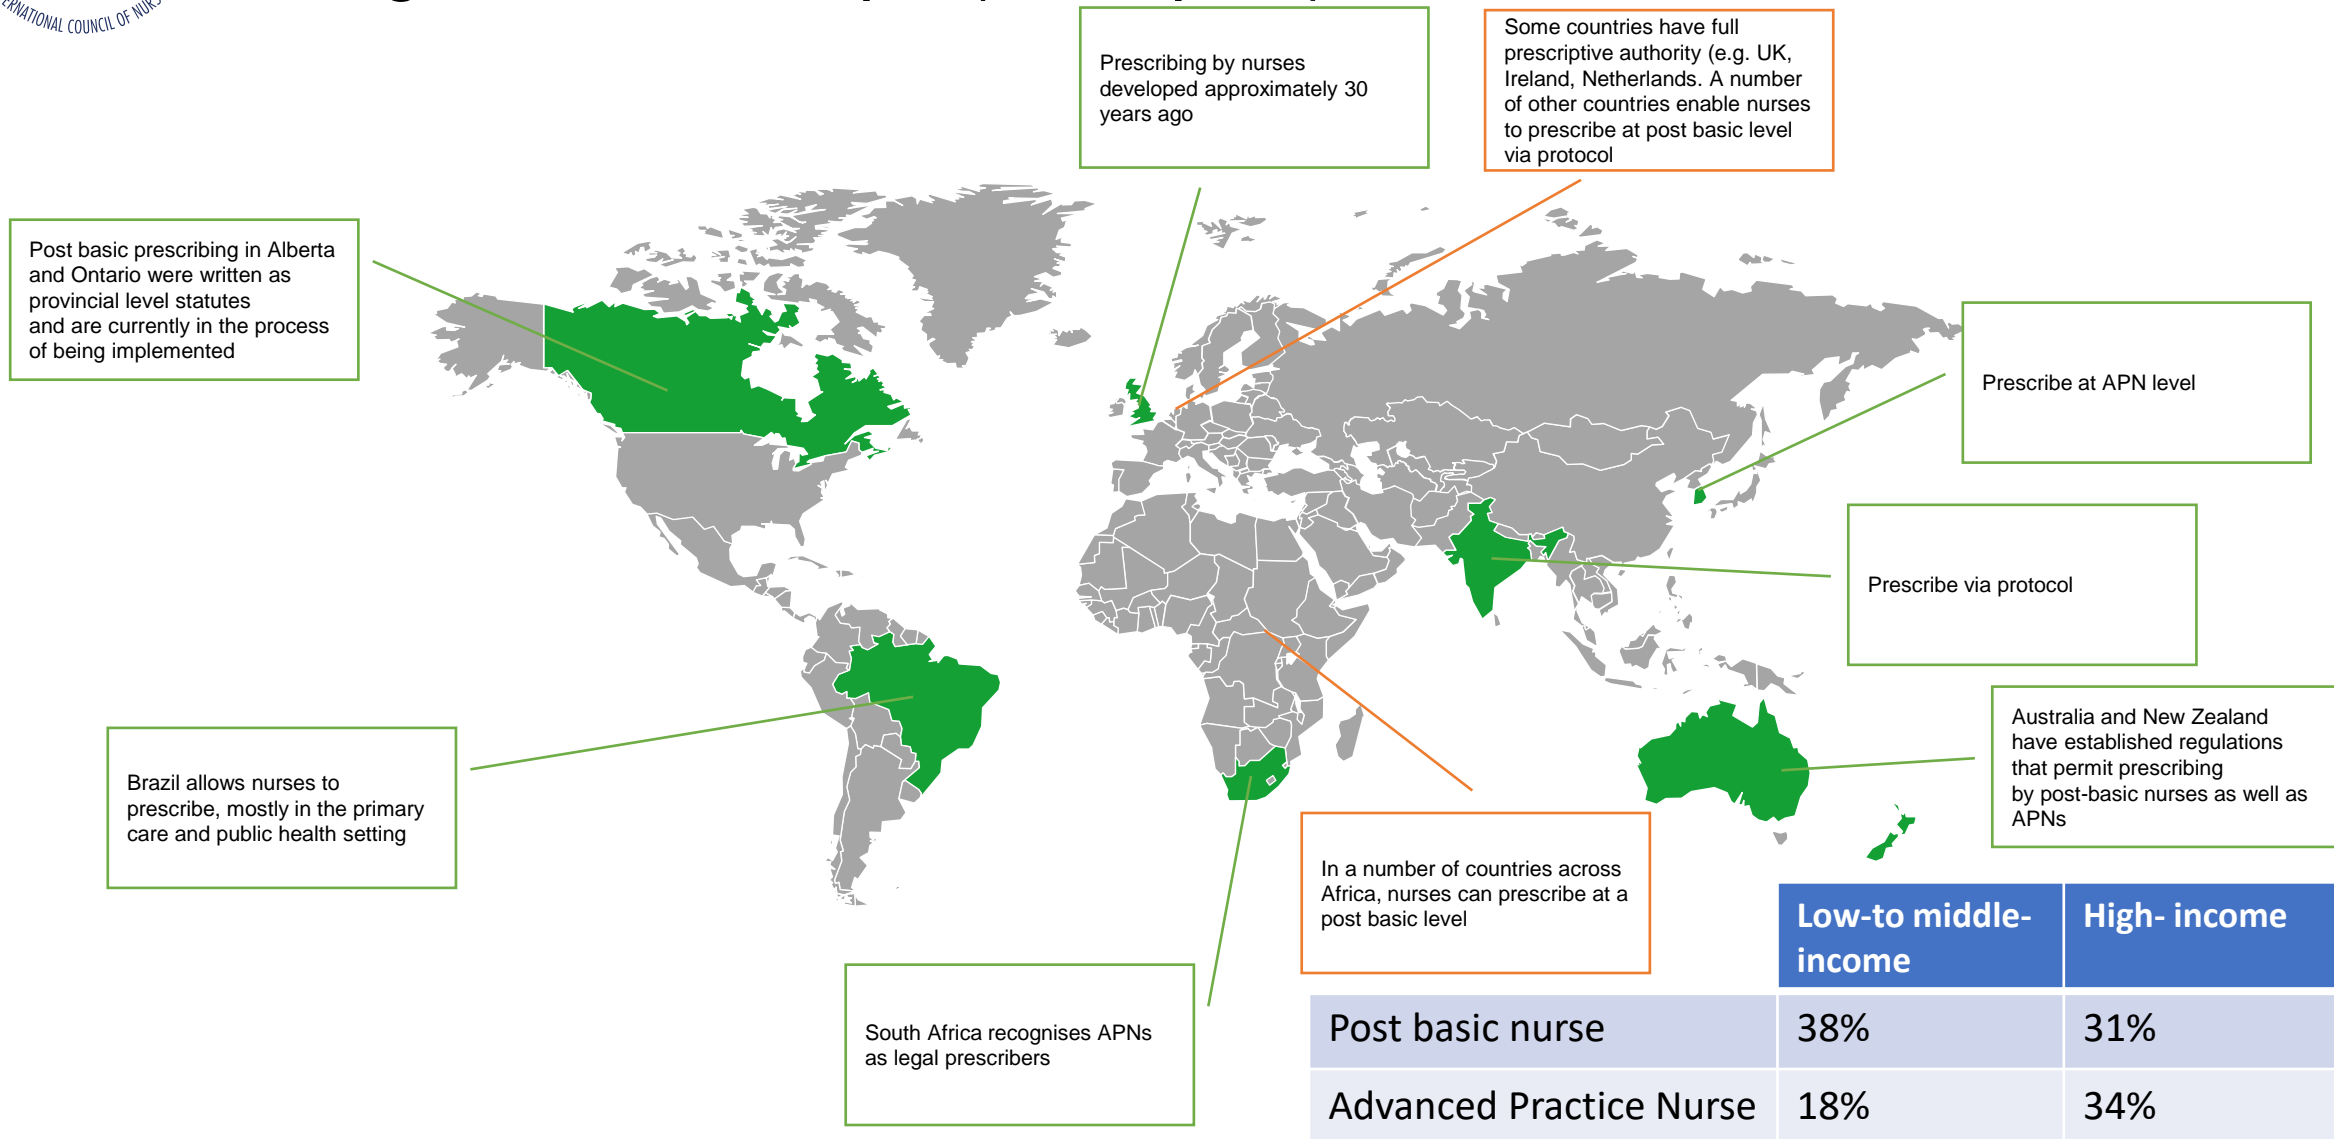 INTERNATIONAL COUNCIL OF
Prescribing by nurses
developed approximately 30
years ago
Some countries have full
prescriptive authority (e.g. UK,
Ireland, Netherlands. A number
of other countries enable nurses
to prescribe at post basic level
via protocol
Post basic prescribing in Alberta
and Ontario were written as
provincial level statutes
and are currently in the process
of being implemented
Prescribe at APN level
Prescribe via protocol
Australia and New Zealand
have established regulations
that permit prescribing
by post-basic nurses as well as
APNs
Brazil allows nurses to
prescribe, mostly in the primary
care and public health setting
In a number of countries across
Africa, nurses can prescribe at a
post basic level
South Africa recognises APNs
as legal prescribers
Low-to middle- High- income
income
Post basic nurse 38% 31%
Advanced Practice Nurse 18% 34%